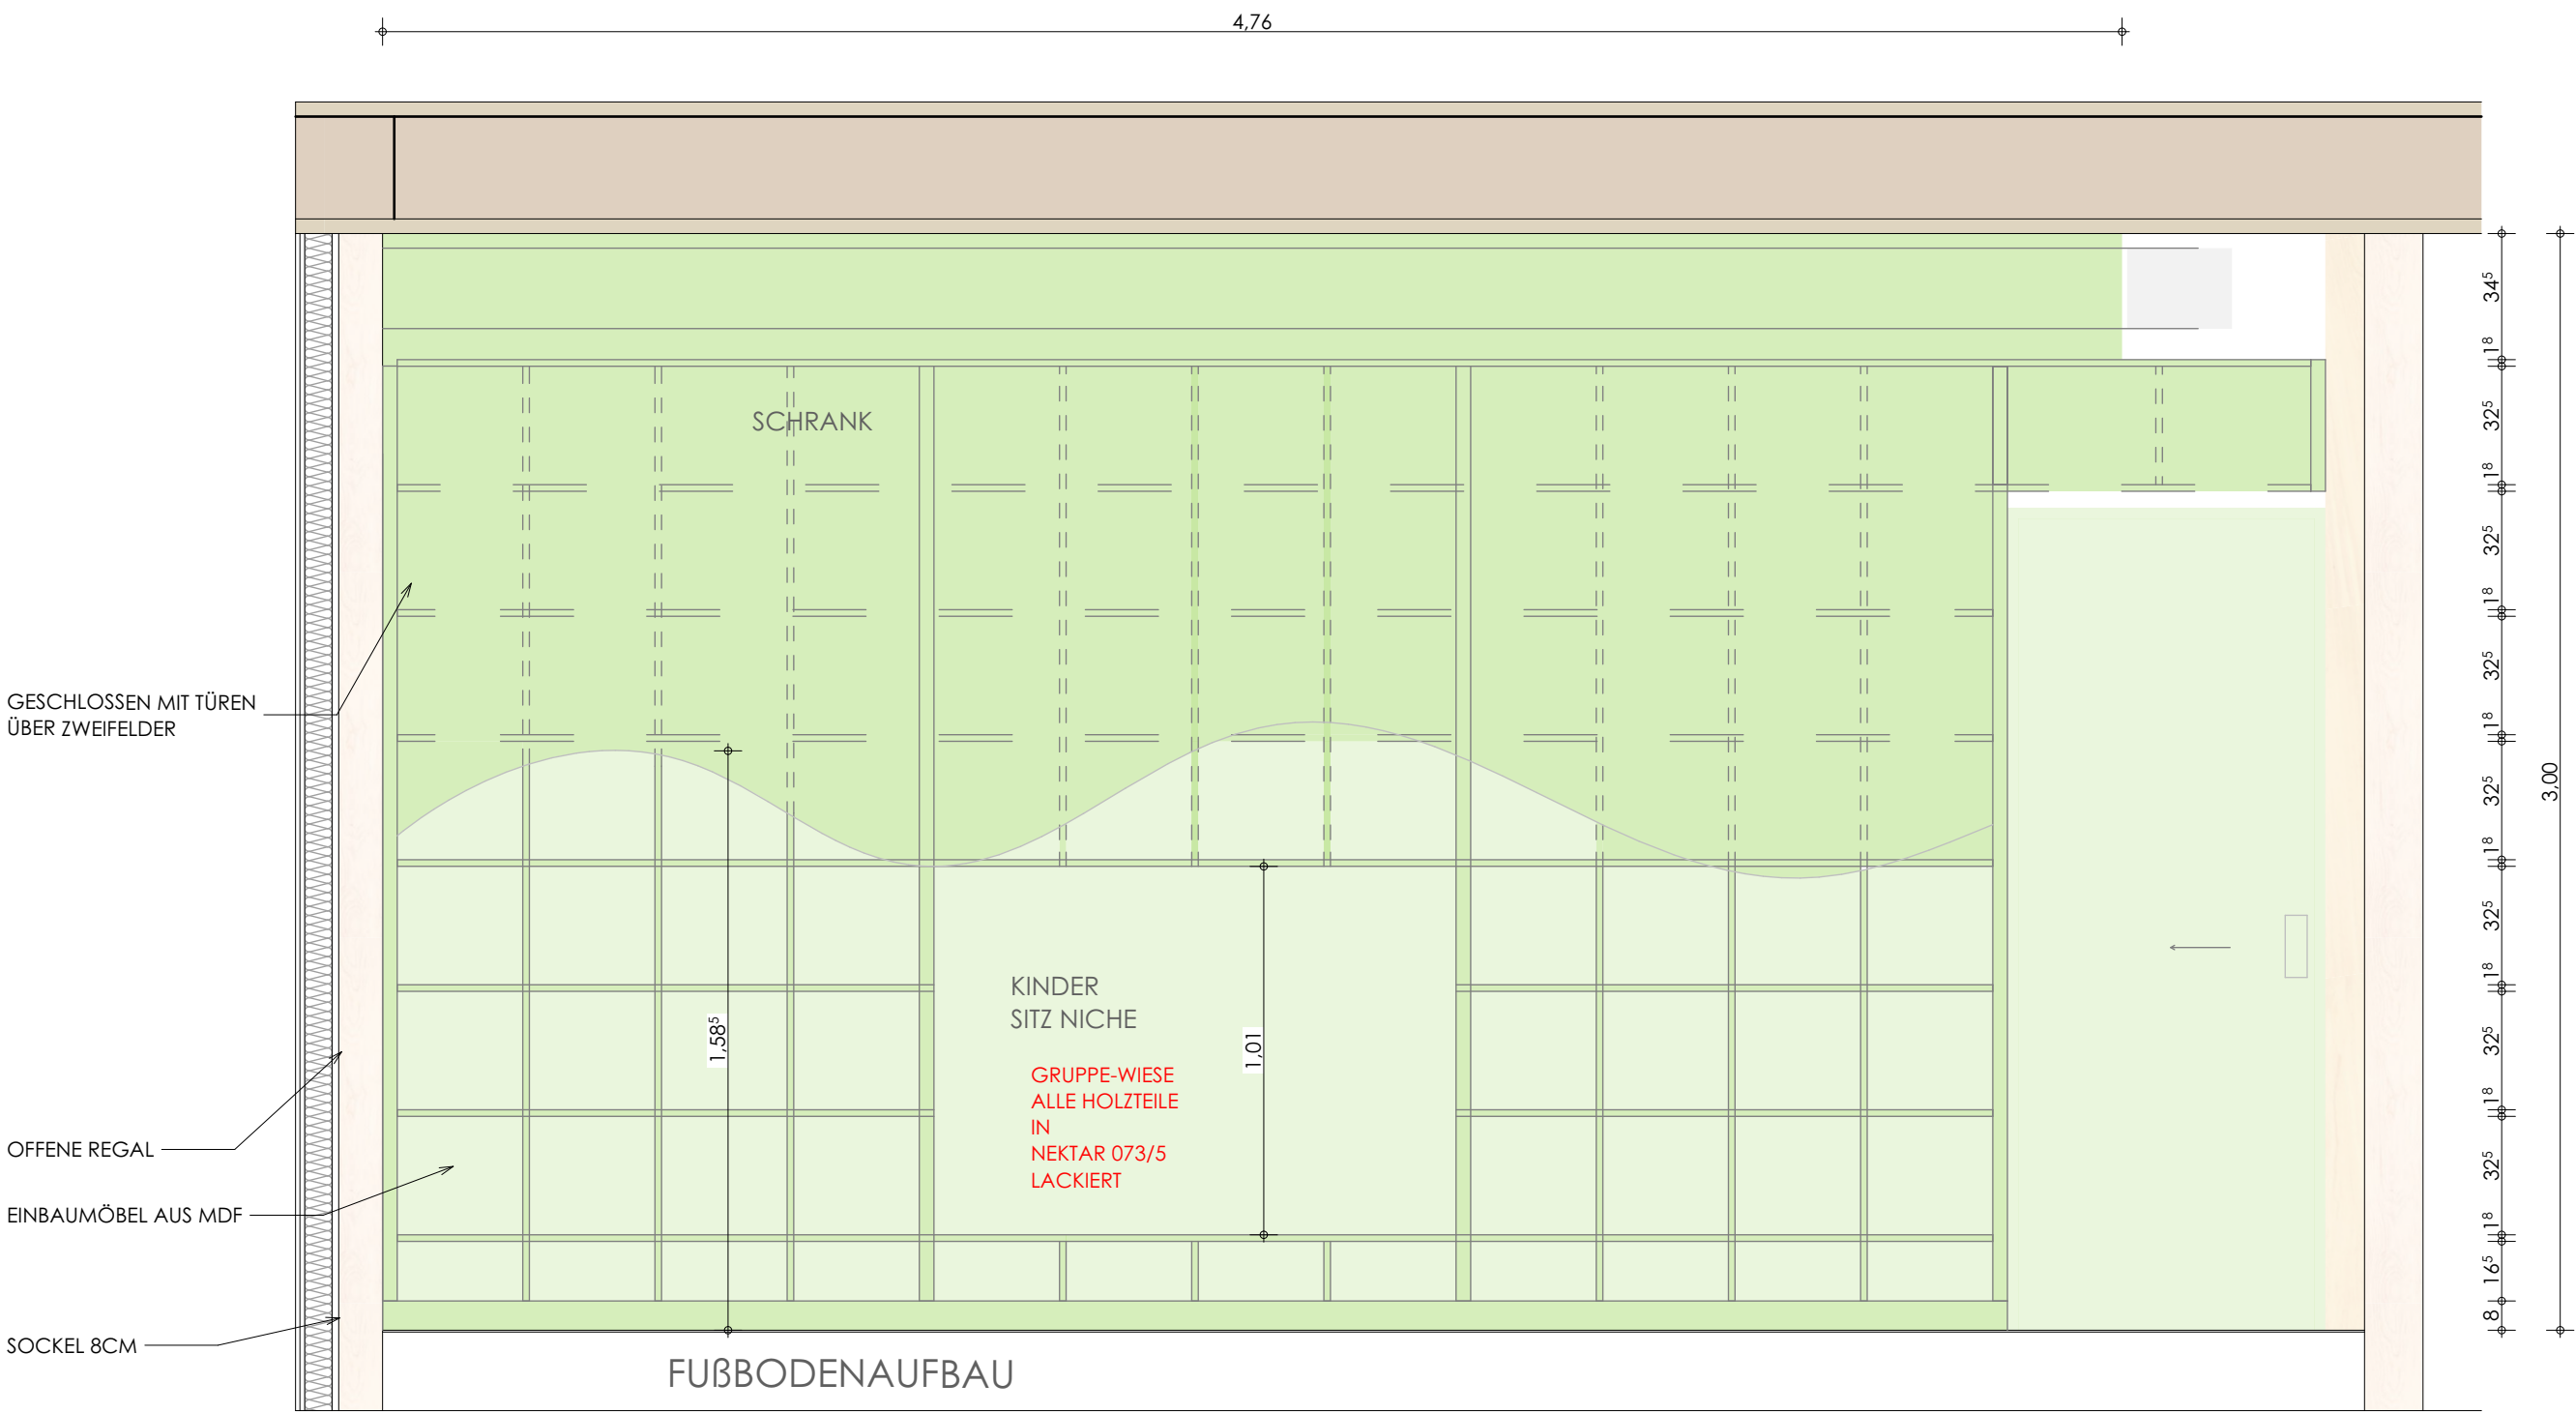 4,76
SCHRANK
GESCHLOSSEN MIT TÜREN
ÜBER ZWEIFELDER
OFFENE REGAL
EINBAUMÖBEL AUS MDF
SOCKEL 8CM
1,58⁵
KINDER
SITZ NICHE
1,01
GRUPPE-WIESE
ALLE HOLZTEILE
IN
NEKTAR 073/5
LACKIERT
FUßBODENAUFBAU
34⁵
1⁸
32⁵
1⁸
32⁵
1⁸
32⁵
1⁸
32⁵
1⁸
32⁵
1⁸
32⁵
1⁸
32⁵
1⁸
16⁵
8
3,00